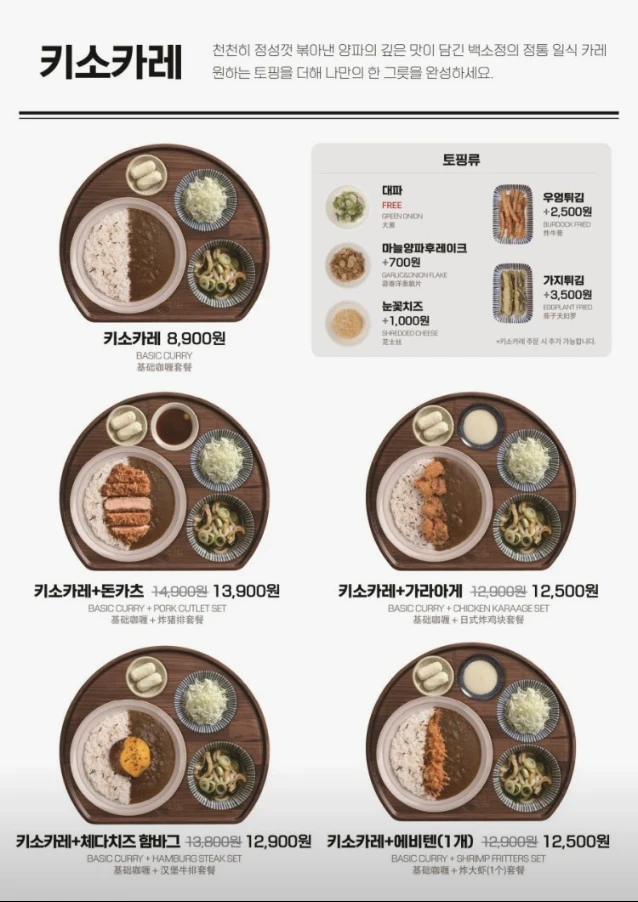 키소카레
천천히 정성껏 볶아낸 양파의 깊은 맛이 담긴 백소정의 정통 일식 카레
원하는 토핑을 더해 나만의 한 그릇을 완성하세요.
키소카레 8,900원
BASIC CURRY
基础咖喱套餐
토핑류
대파
FREE
GREEN ONION
大葱
마늘양파후레이크
+700원
GARLIC&ONION FLAKE
蒜香洋葱脆片
눈꽃치즈
+1,000원
SHREDDED CHEESE
芝士丝
우엉튀김
+2,500원
BURDOCK FRIED
炸牛蒡
가지튀김
+3,500원
EGGPLANT FRIED
茄子天妇罗
*키소카레 주문 시 추가 가능합니다.
키소카레+돈카츠 14,900원 13,900원
BASIC CURRY + PORK CUTLET SET
基础咖喱 + 炸猪排套餐
키소카레+가라아게 12,900원 12,500원
BASIC CURRY + CHICKEN KARAAGE SET
基础咖喱 + 日式炸鸡块套餐
키소카레+체다치즈 함바그 13,800원 12,900원
BASIC CURRY + HAMBURG STEAK SET
基础咖喱 + 汉堡牛排套餐
키소카레+에비텐(1개) 12,900원 12,500원
BASIC CURRY + SHRIMP FRITTERS SET
基础咖喱 + 炸大虾(1个)套餐